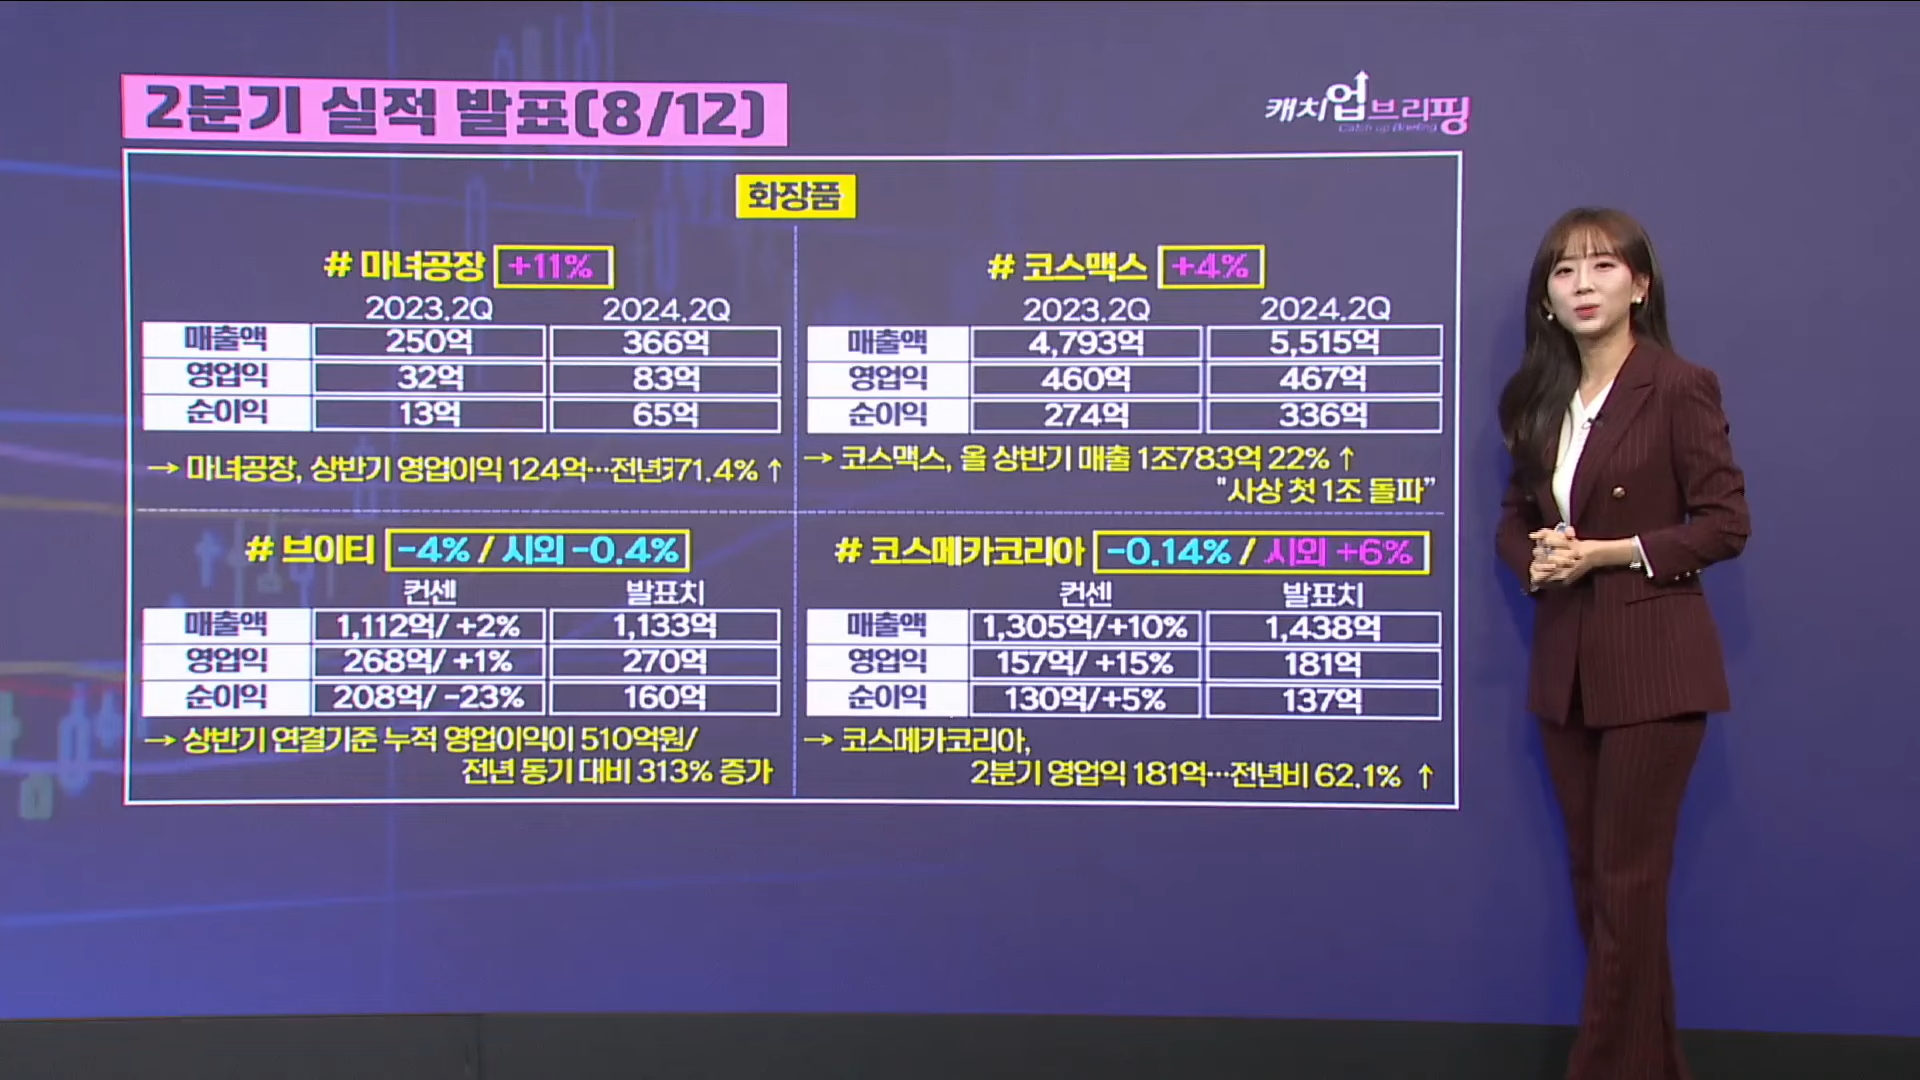 2분기 실적 발표(8/12)
캐치업브리핑
Catch up Briefing
화장품
# 마녀공장 +11%
2023.2Q 2024.2Q
매출액 250억 366억
영업익 32억 83억
순이익 13억 65억
→ 마녀공장, 상반기 영업이익 124억…전년比71.4% ↑
# 코스맥스 +4%
2023.2Q 2024.2Q
매출액 4,793억 5,515억
영업익 460억 467억
순이익 274억 336억
→ 코스맥스, 올 상반기 매출 1조783억 22% ↑
"사상 첫 1조 돌파"
# 브이티 -4% / 시외 -0.4%
컨센 발표치
매출액 1,112억/ +2% 1,133억
영업익 268억/ +1% 270억
순이익 208억/ -23% 160억
→ 상반기 연결기준 누적 영업이익이 510억원/
전년 동기 대비 313% 증가
# 코스메카코리아 -0.14% / 시외 +6%
컨센 발표치
매출액 1,305억/+10% 1,438억
영업익 157억/ +15% 181억
순이익 130억/+5% 137억
→ 코스메카코리아,
2분기 영업익 181억…전년비 62.1% ↑